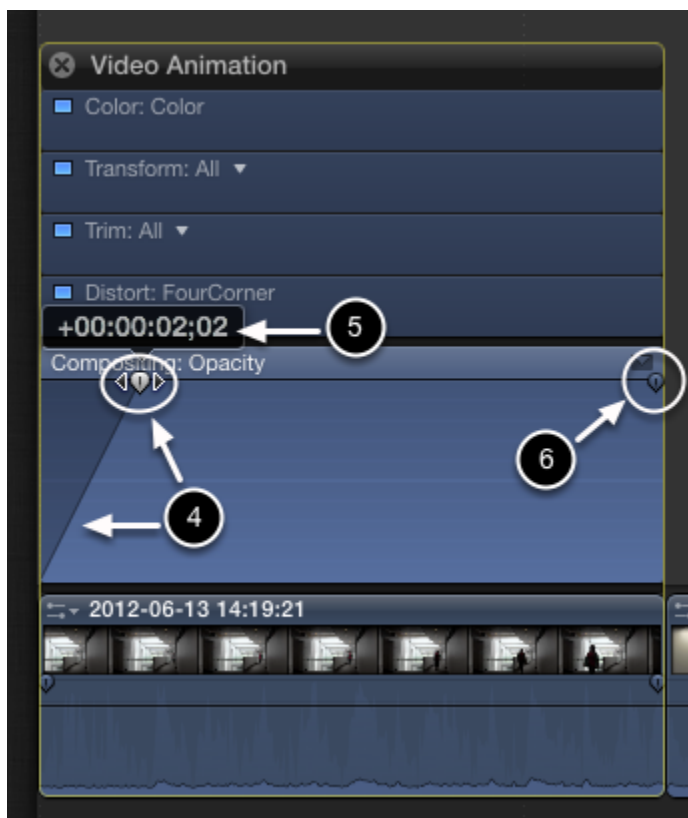 Video Animation
Color: Color
Transform: All
Trim: All
Distort: FourCorner
+00:00:02;02
5
Compositing: Opacity
6
4
2012-06-13 14:19:21